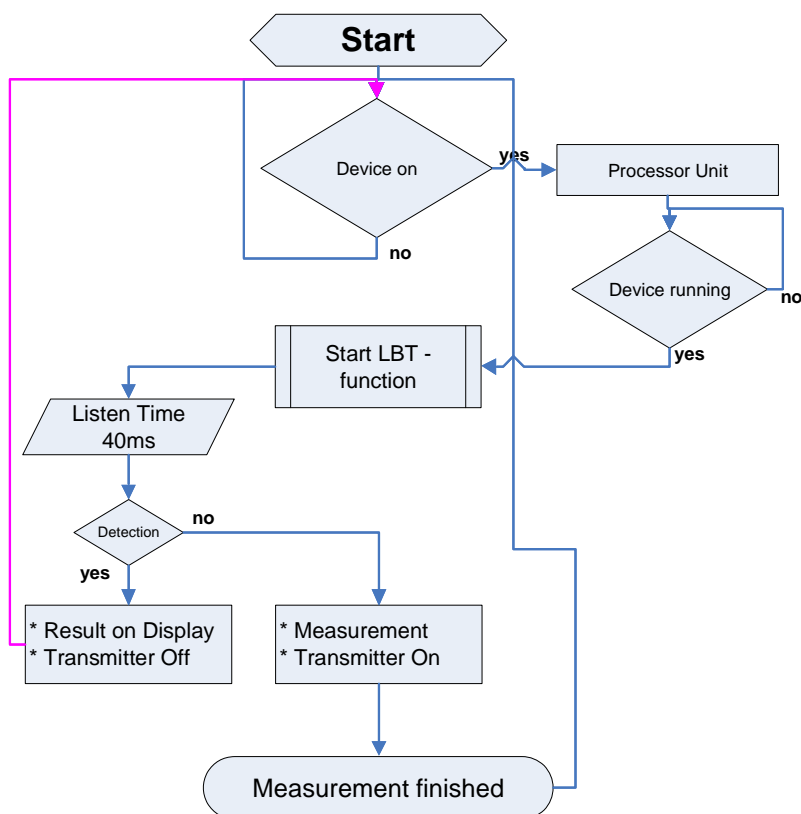 Start
Device on
yes
Processor Unit
no
Device running
no
yes
Start LBT -
function
Listen Time
40ms
Detection
no
yes
* Result on Display
* Transmitter Off
* Measurement
* Transmitter On
Measurement finished